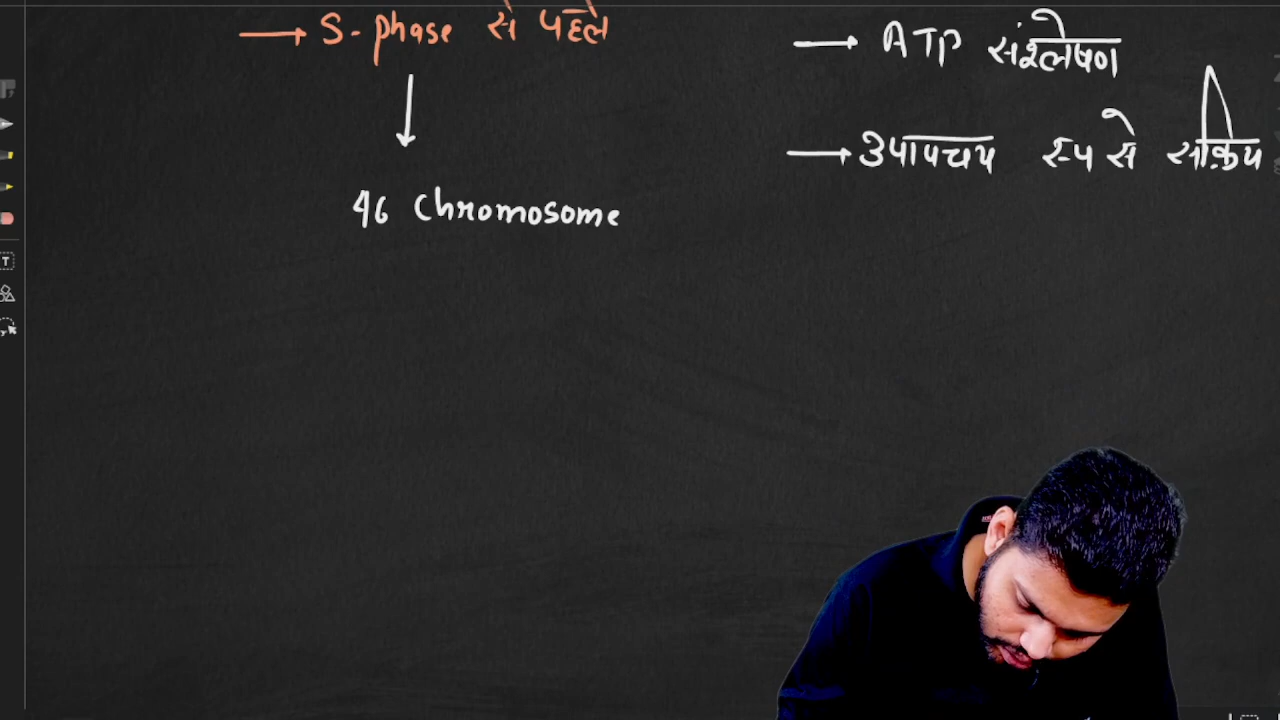 → S-phase से पहले
↓
46 Chromosome
→ ATP संश्लेषण
→ उपापचय रूप से सक्रिय